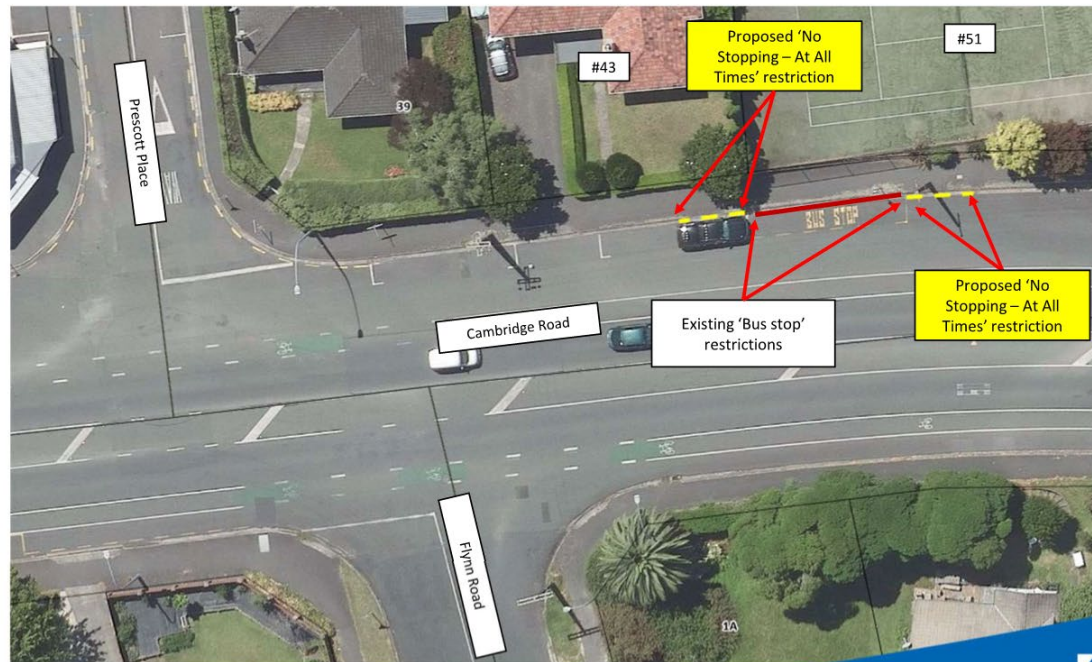 Proposed ‘No
Stopping – At All
Times’ restriction
#43
#51
39
Prescott Place
BUS STOP
Cambridge Road
Existing ‘Bus stop’
restrictions
Proposed ‘No
Stopping – At All
Times’ restriction
Flynn Road
1A